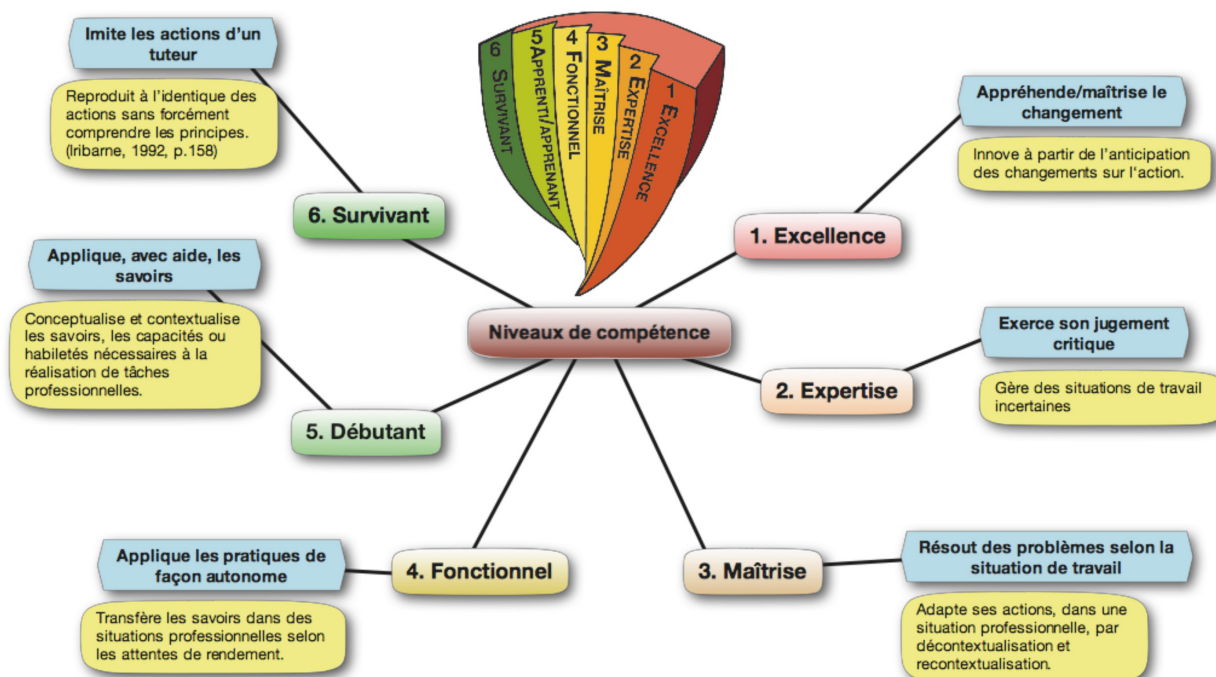 Imite les actions d'un
tuteur
Reproduit à l'identique des
actions sans forcément
comprendre les principes.
(Iribarne, 1992, p.158)
6. Survivant
Applique, avec aide, les
savoirs
Conceptualise et contextualise
les savoirs, les capacités ou
habiletés nécessaires à la
réalisation de tâches
professionnelles.
5. Débutant
Applique les pratiques de
façon autonome
Transfère les savoirs dans des
situations professionnelles selon
les attentes de rendement.
4. Fonctionnel
6 SURVIVANT
5 APPRENTI/APPRENANT
4 FONCTIONNEL
3 MAÎTRISE
2 EXPERTISE
1 EXCELLENCE
Niveaux de compétence
1. Excellence
Appréhende/maîtrise le
changement
Innove à partir de l'anticipation
des changements sur l'action.
2. Expertise
Exerce son jugement
critique
Gère des situations de travail
incertaines
3. Maîtrise
Résout des problèmes selon la
situation de travail
Adapte ses actions, dans une
situation professionnelle, par
décontextualisation et
recontextualisation.